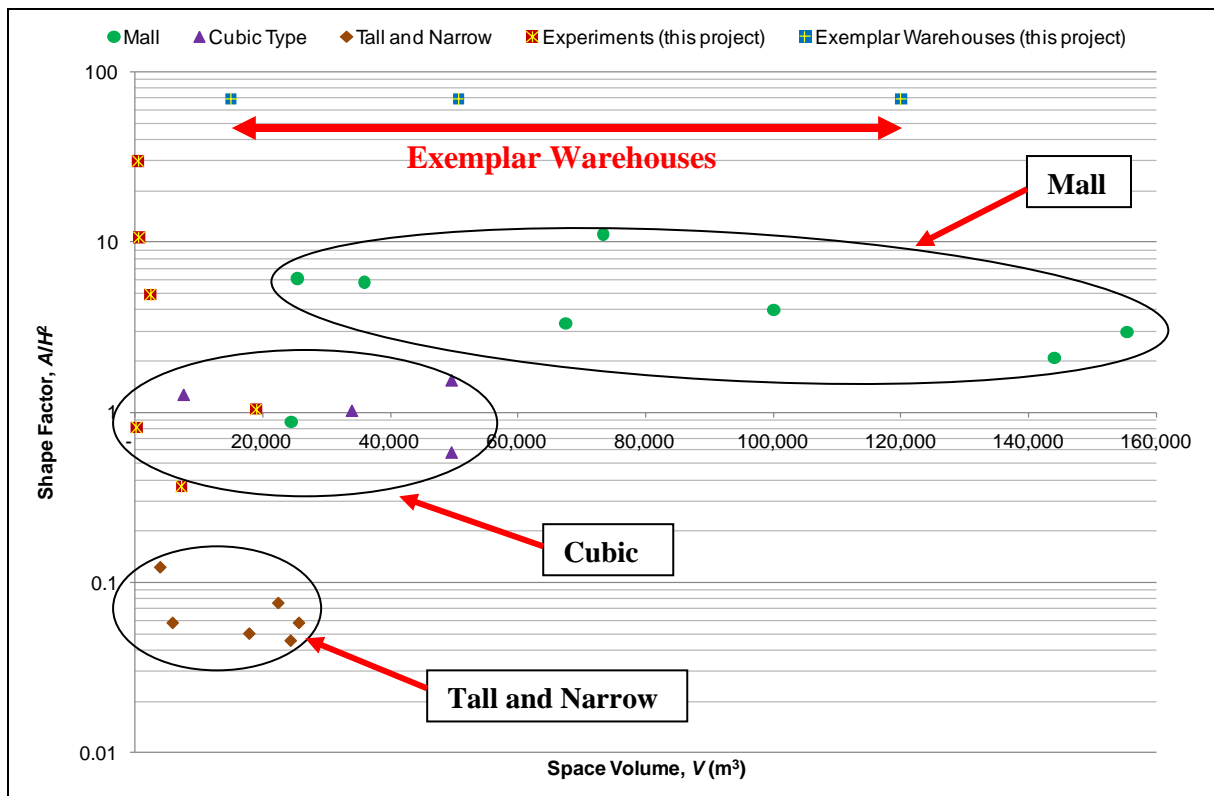 Mall Cubic Type Tall and Narrow Experiments (this project) Exemplar Warehouses (this project)
100
Exemplar Warehouses
Mall
10
Shape Factor, A/H²
1
- 20,000 40,000 60,000 80,000 100,000 120,000 140,000 160,000
Cubic
0.1
Tall and Narrow
0.01
Space Volume, V (m³)